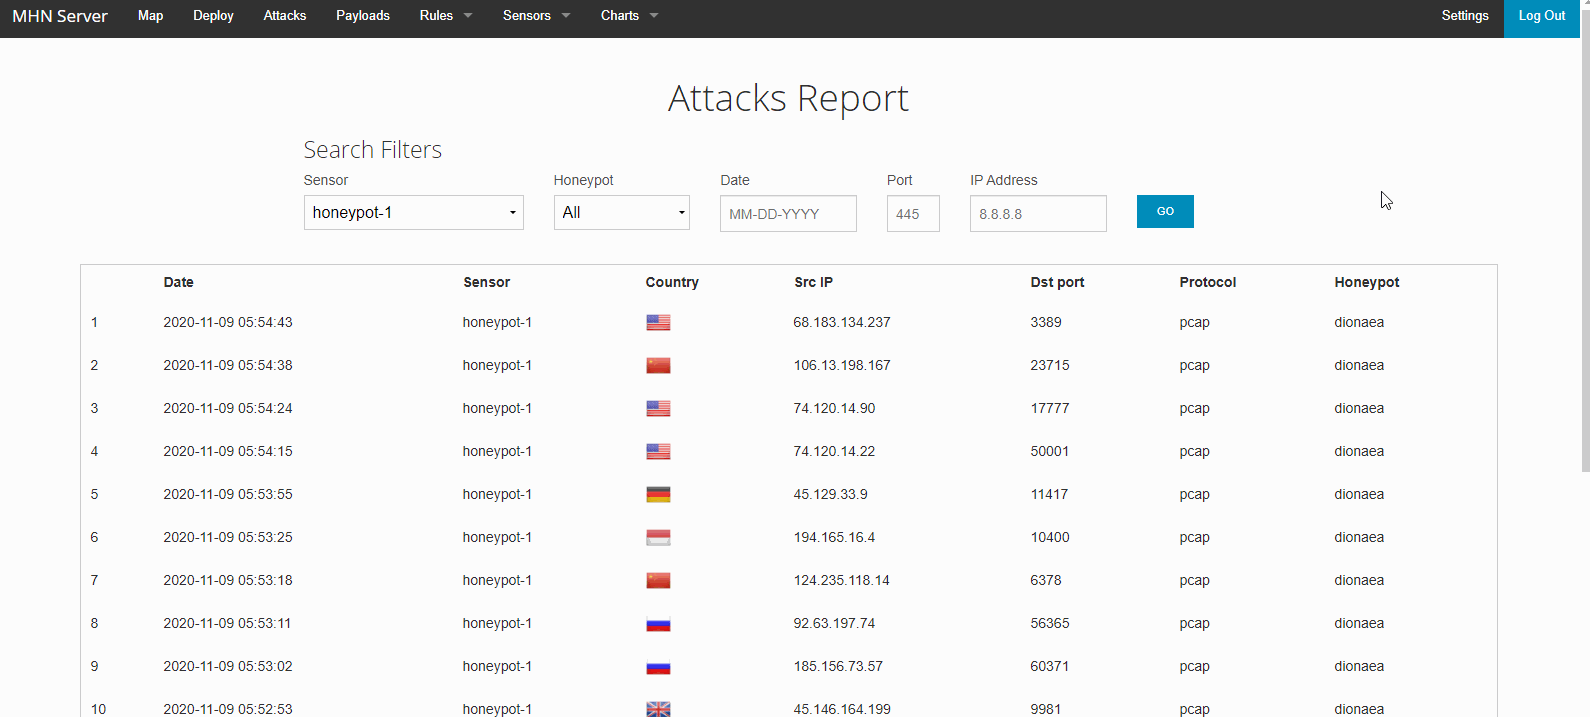 MHN Server Map Deploy Attacks Payloads Rules Sensors Charts Settings Log Out
Attacks Report
Search Filters
Sensor Honeypot Date Port IP Address
honeypot-1 All MM-DD-YYYY 445 8.8.8.8 GO
Date Sensor Country Src IP Dst port Protocol Honeypot
1 2020-11-09 05:54:43 honeypot-1 68.183.134.237 3389 pcap dionaea
2 2020-11-09 05:54:38 honeypot-1 106.13.198.167 23715 pcap dionaea
3 2020-11-09 05:54:24 honeypot-1 74.120.14.90 17777 pcap dionaea
4 2020-11-09 05:54:15 honeypot-1 74.120.14.22 50001 pcap dionaea
5 2020-11-09 05:53:55 honeypot-1 45.129.33.9 11417 pcap dionaea
6 2020-11-09 05:53:25 honeypot-1 194.165.16.4 10400 pcap dionaea
7 2020-11-09 05:53:18 honeypot-1 124.235.118.14 6378 pcap dionaea
8 2020-11-09 05:53:11 honeypot-1 92.63.197.74 56365 pcap dionaea
9 2020-11-09 05:53:02 honeypot-1 185.156.73.57 60371 pcap dionaea
10 2020-11-09 05:52:53 honeypot-1 45.146.164.199 9981 pcap dionaea